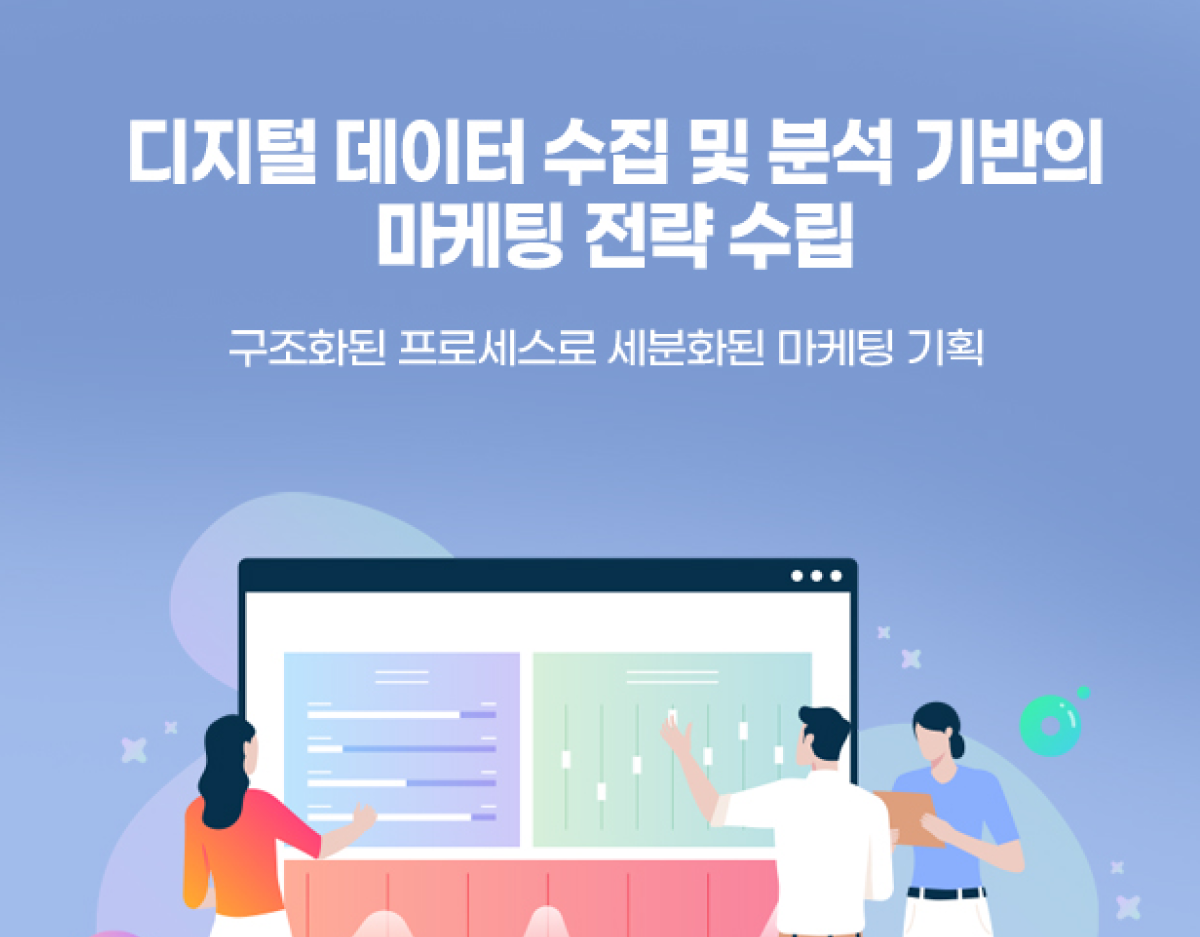 디지털 데이터 수집 및 분석 기반의
마케팅 전략 수립
구조화된 프로세스로 세분화된 마케팅 기획